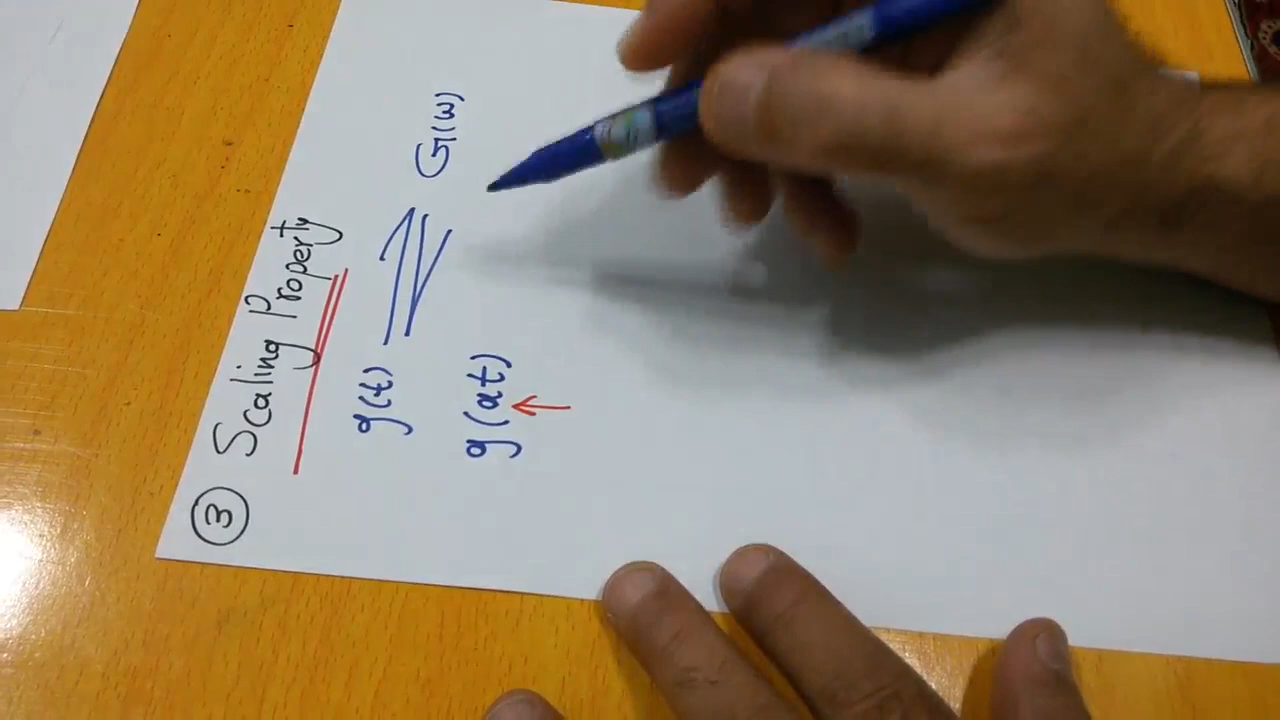 ③ Scaling Property
g(t) ⇌ G(ω)
g(at)